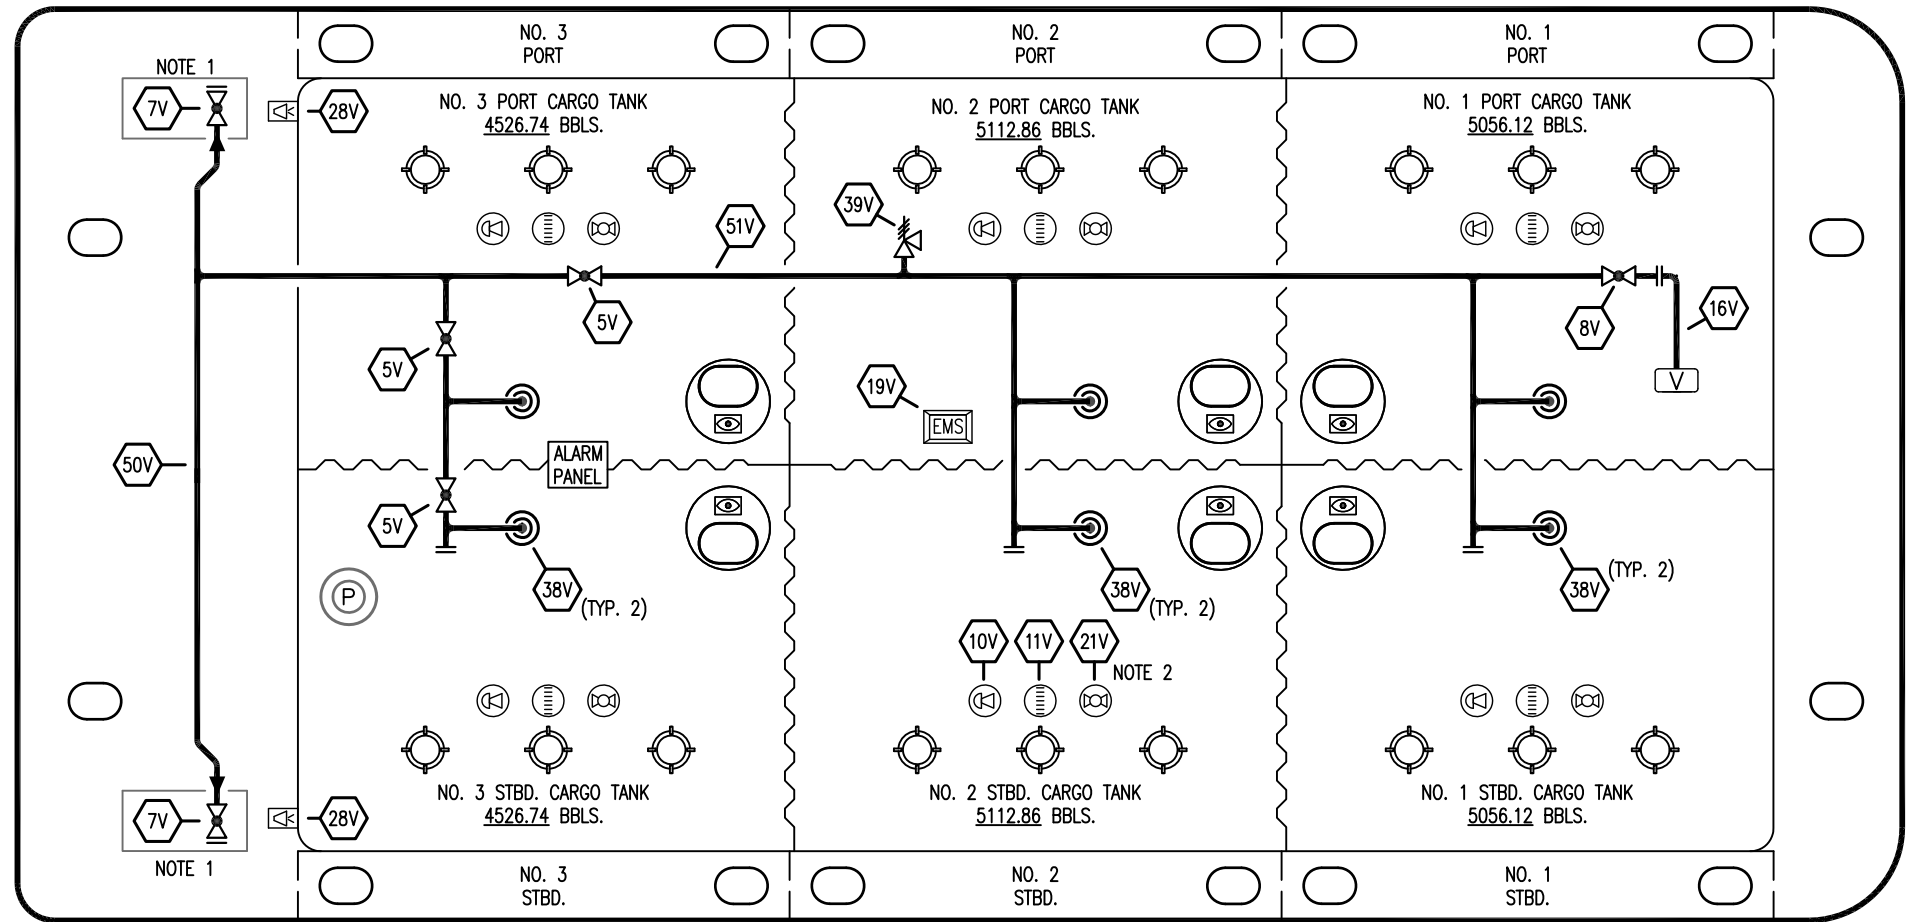 NO. 3
PORT
NO. 2
PORT
NO. 1
PORT
NOTE 1
7V
28V
NO. 3 PORT CARGO TANK
4526.74 BBLS.
NO. 2 PORT CARGO TANK
5112.86 BBLS.
NO. 1 PORT CARGO TANK
5056.12 BBLS.
39V
51V
5V
8V
16V
5V
V
19V
EMS
50V
ALARM
PANEL
5V
P
38V
(TYP. 2)
38V
(TYP. 2)
38V
(TYP. 2)
10V
11V
21V
NOTE 2
NO. 3 STBD. CARGO TANK
4526.74 BBLS.
NO. 2 STBD. CARGO TANK
5112.86 BBLS.
NO. 1 STBD. CARGO TANK
5056.12 BBLS.
7V
28V
NOTE 1
NO. 3
STBD.
NO. 2
STBD.
NO. 1
STBD.